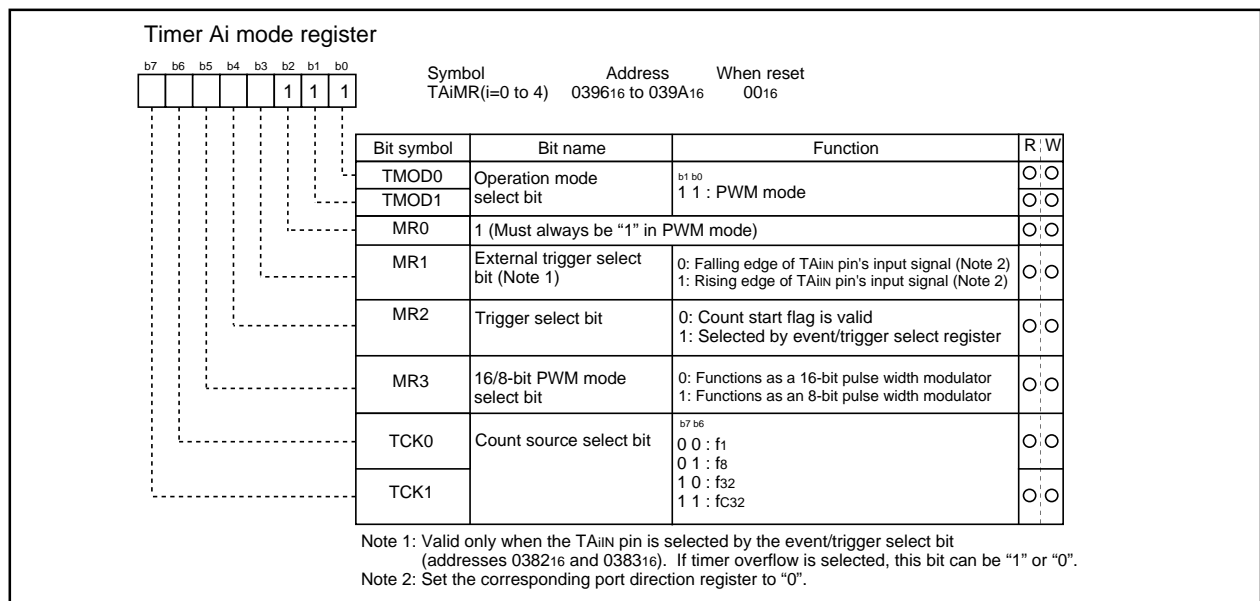 Timer Ai mode register
b7 b6 b5 b4 b3 b2 b1 b0
1 1 1
Symbol Address When reset
TAiMR(i=0 to 4) 039616 to 039A16 0016
Bit symbol Bit name Function R W
TMOD0 Operation mode select bit b1 b0
TMOD1 1 1 : PWM mode
MR0 1 (Must always be “1” in PWM mode)
MR1 External trigger select bit (Note 1) 0: Falling edge of TAiIN pin's input signal (Note 2)
1: Rising edge of TAiIN pin's input signal (Note 2)
MR2 Trigger select bit 0: Count start flag is valid
1: Selected by event/trigger select register
MR3 16/8-bit PWM mode select bit 0: Functions as a 16-bit pulse width modulator
1: Functions as an 8-bit pulse width modulator
TCK0 Count source select bit b7 b6
0 0 : f1
0 1 : f8
TCK1 1 0 : f32
1 1 : fC32
Note 1: Valid only when the TAiIN pin is selected by the event/trigger select bit
(addresses 038216 and 038316). If timer overflow is selected, this bit can be “1” or “0”.
Note 2: Set the corresponding port direction register to “0”.